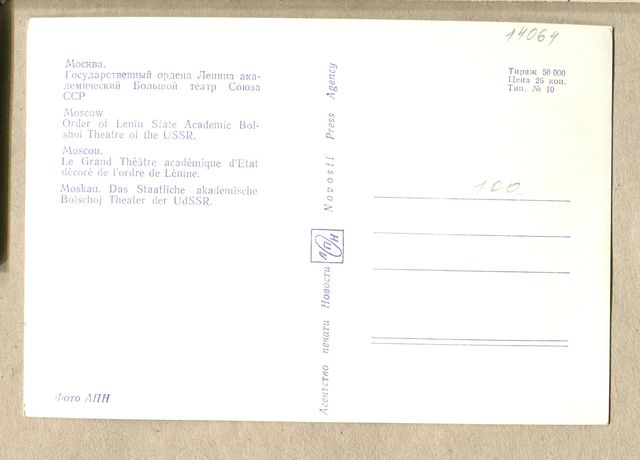 14064
Москва.
Государственный ордена Ленина ака-
демический Большой театр Союза
ССР
Moscow
Order of Lenin State Academic Bol-
shoi Theatre of the USSR.
Moscou.
Le Grand Théâtre académique d'Etat
décoré de l'ordre de Lénine.
Moskau. Das Staatliche akademische
Bolschoj Theater der UdSSR.
Фото АПН
Агентство печати Новости АПН Novosti Press Agency
Тираж 50 000
Цена 26 коп.
Тип. № 10
100